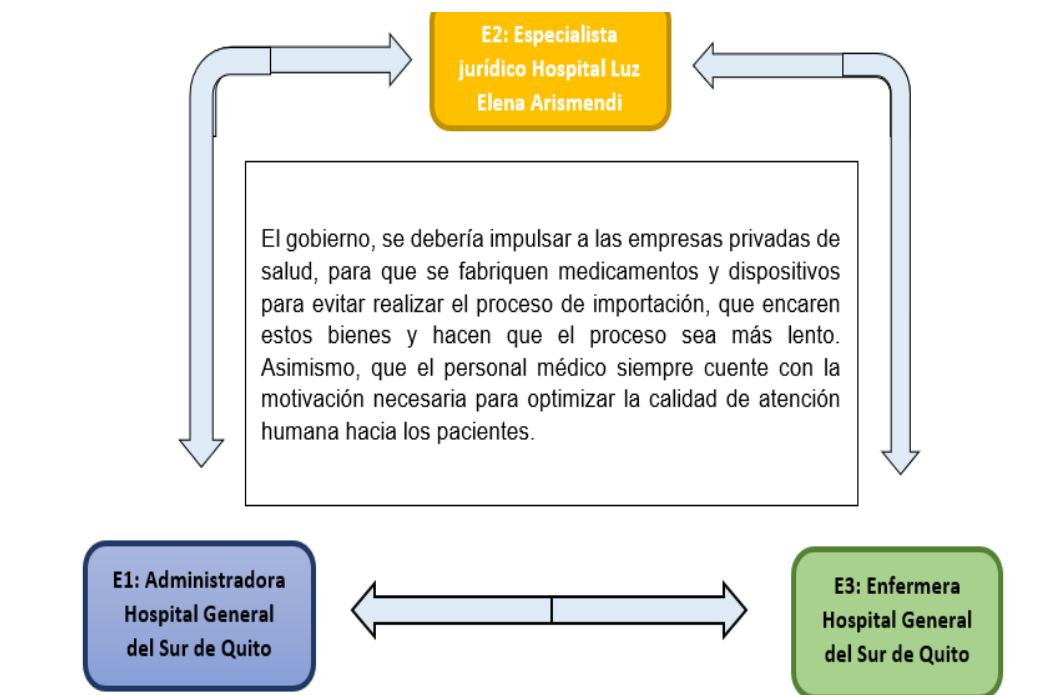 E2: Especialista
jurídico Hospital Luz
Elena Arismendi
El gobierno, se debería impulsar a las empresas privadas de
salud, para que se fabriquen medicamentos y dispositivos
para evitar realizar el proceso de importación, que encaren
estos bienes y hacen que el proceso sea más lento.
Asimismo, que el personal médico siempre cuente con la
motivación necesaria para optimizar la calidad de atención
humana hacia los pacientes.
E1: Administradora
Hospital General
del Sur de Quito
E3: Enfermera
Hospital General
del Sur de Quito